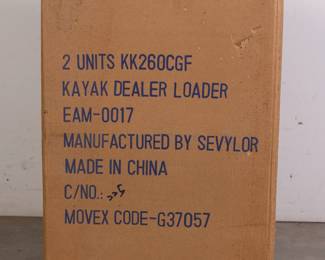 2 UNITS KK260CGF
KAYAK DEALER LOADER
EAM-0017
MANUFACTURED BY SEVYLOR
MADE IN CHINA
C/NO.:
MOVEX CODE-G37057